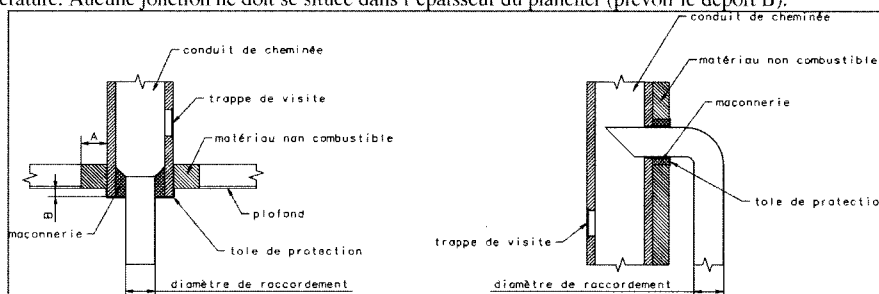 érature. Aucune jonction ne doit se située dans l'épaisseur du plancher (prévoir le déport B).
conduit de cheminée
trappe de visite
matériau non combustible
A
B
plafond
maçonnerie
tole de protection
diamètre de raccordement
conduit de cheminée
matériau non combustible
maçonnerie
tole de protection
trappe de visite
diamètre de raccordement